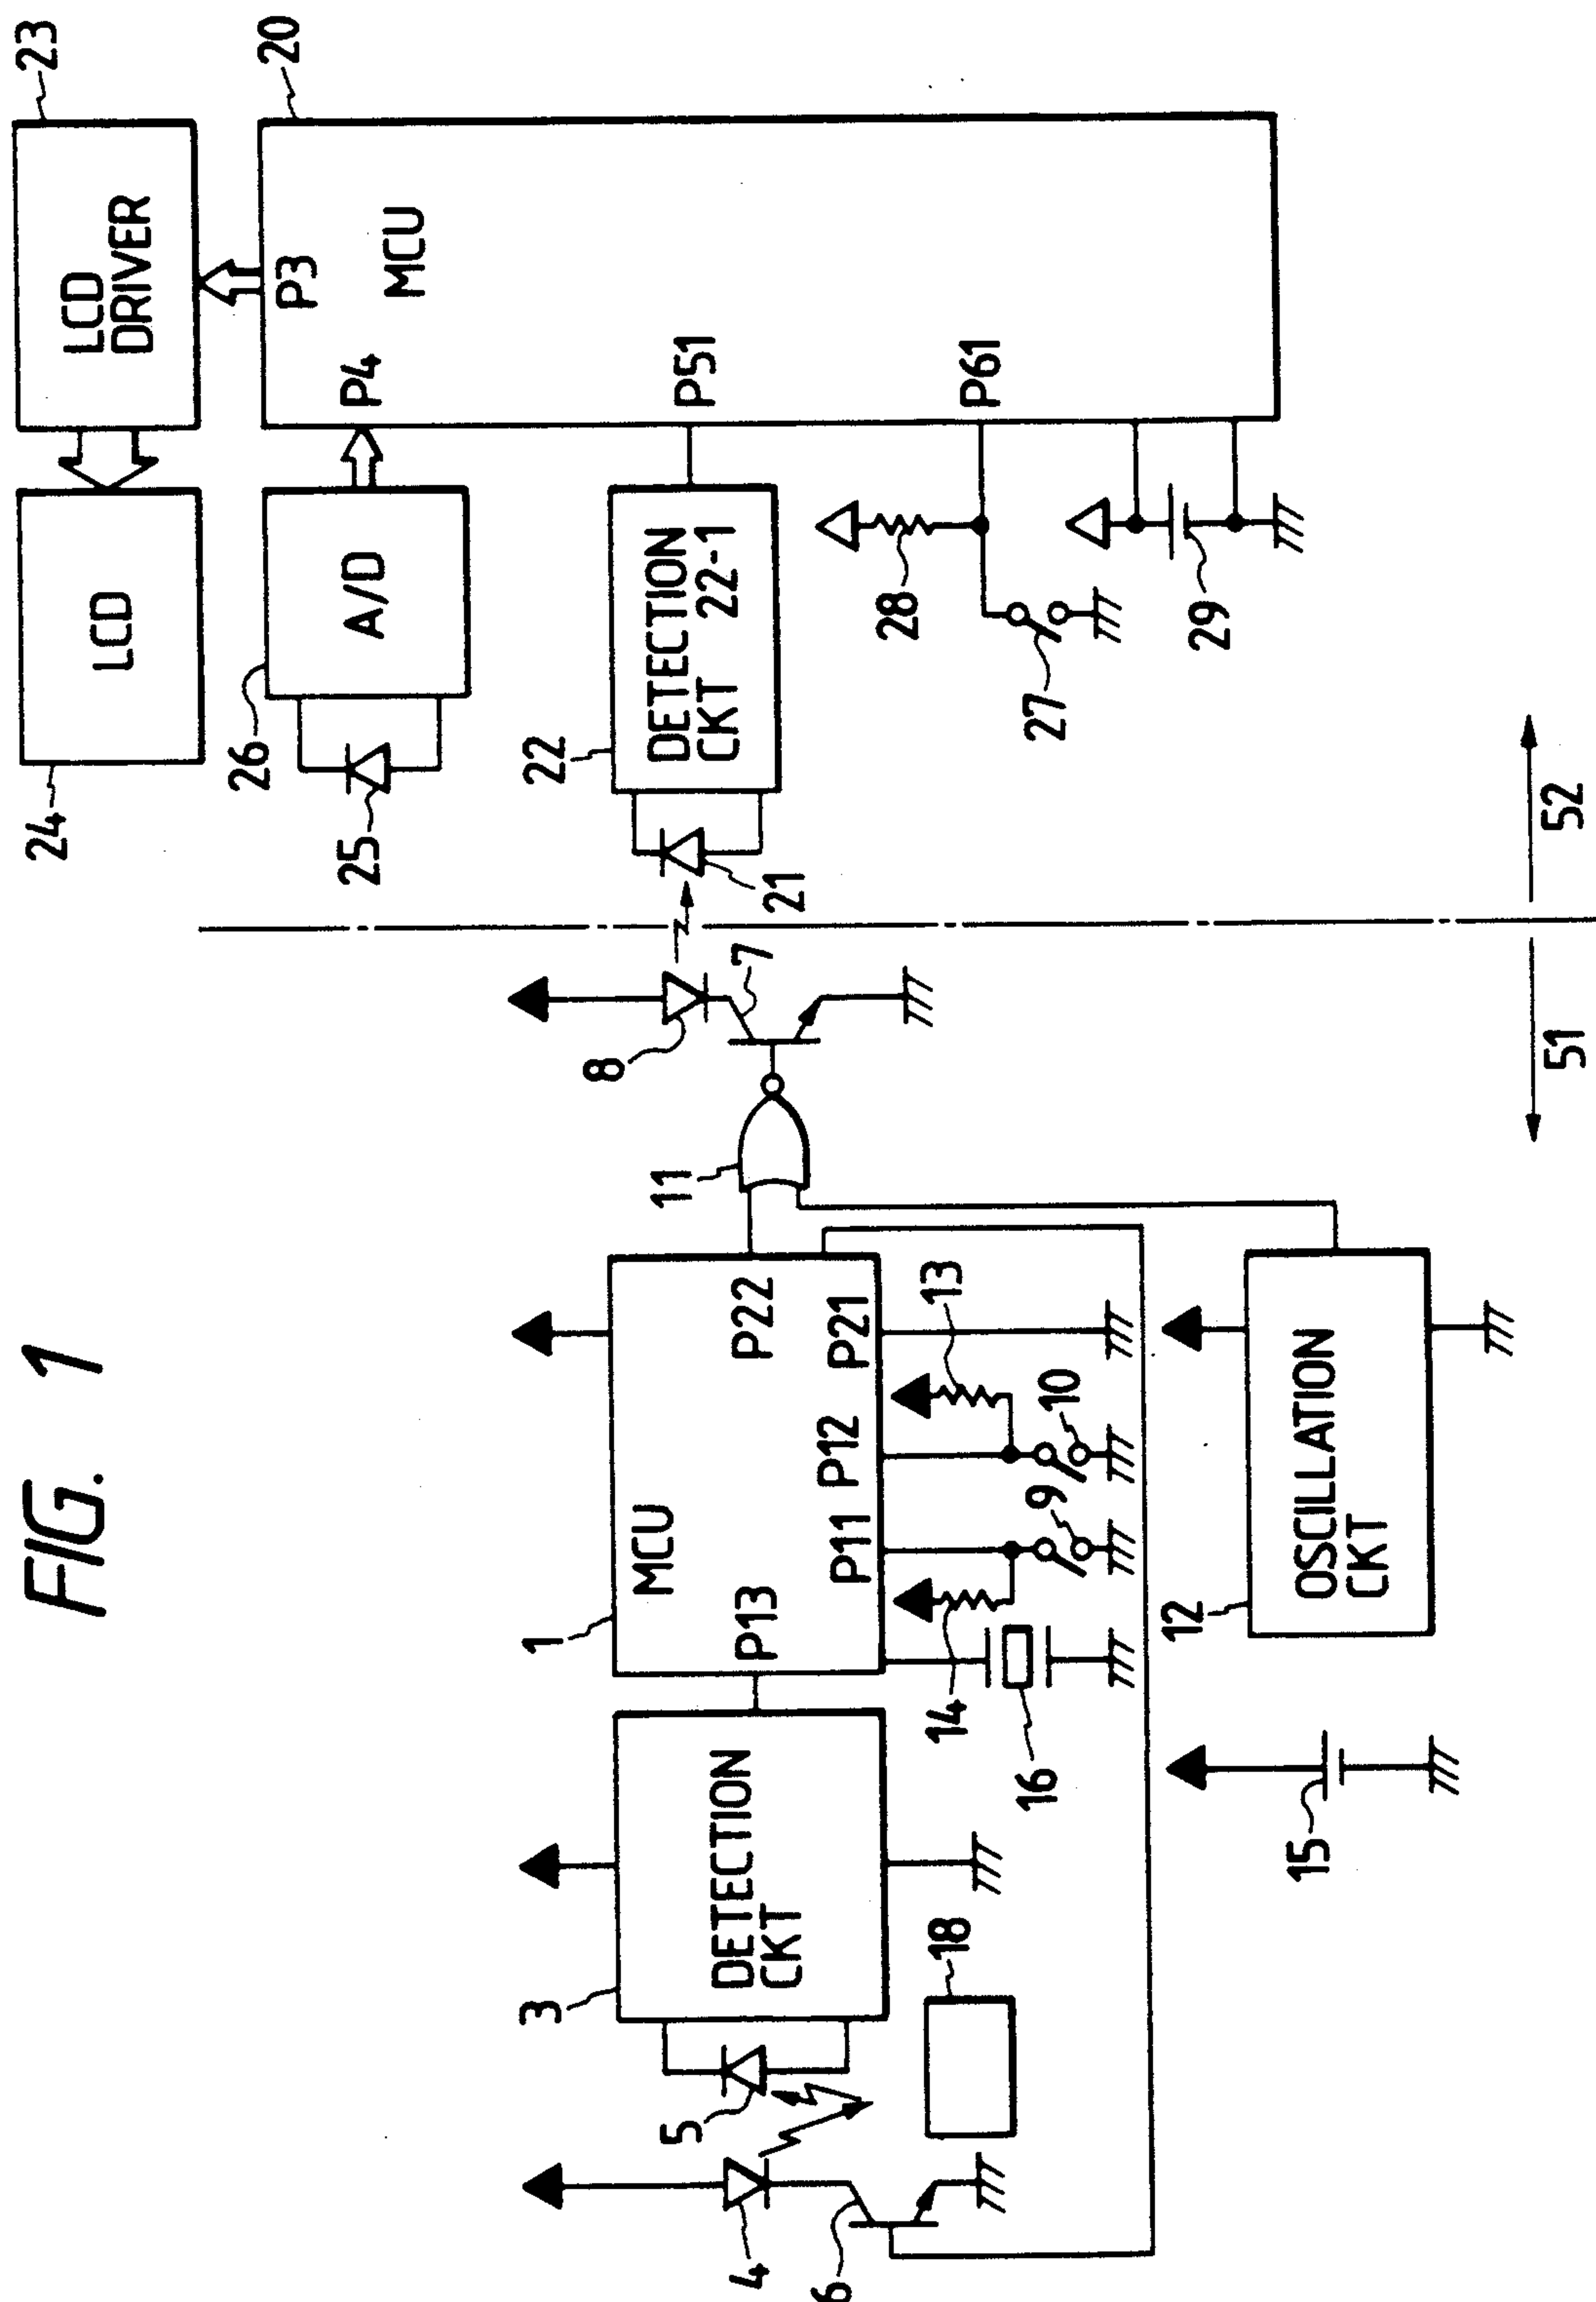 FIG. 1
23
20
LCD
DRIVER
P3
MCU
LCD
24
P4
A/D
26
25
P51
DETECTION
CKT 22-1
22
21
P61
28
27
29
52
51
8
7
11
1
MCU
P22
P21
P13
P11
P12
13
10
9
14
16
3
DETECTION
CKT
5
4
6
18
12
OSCILLATION
CKT
15